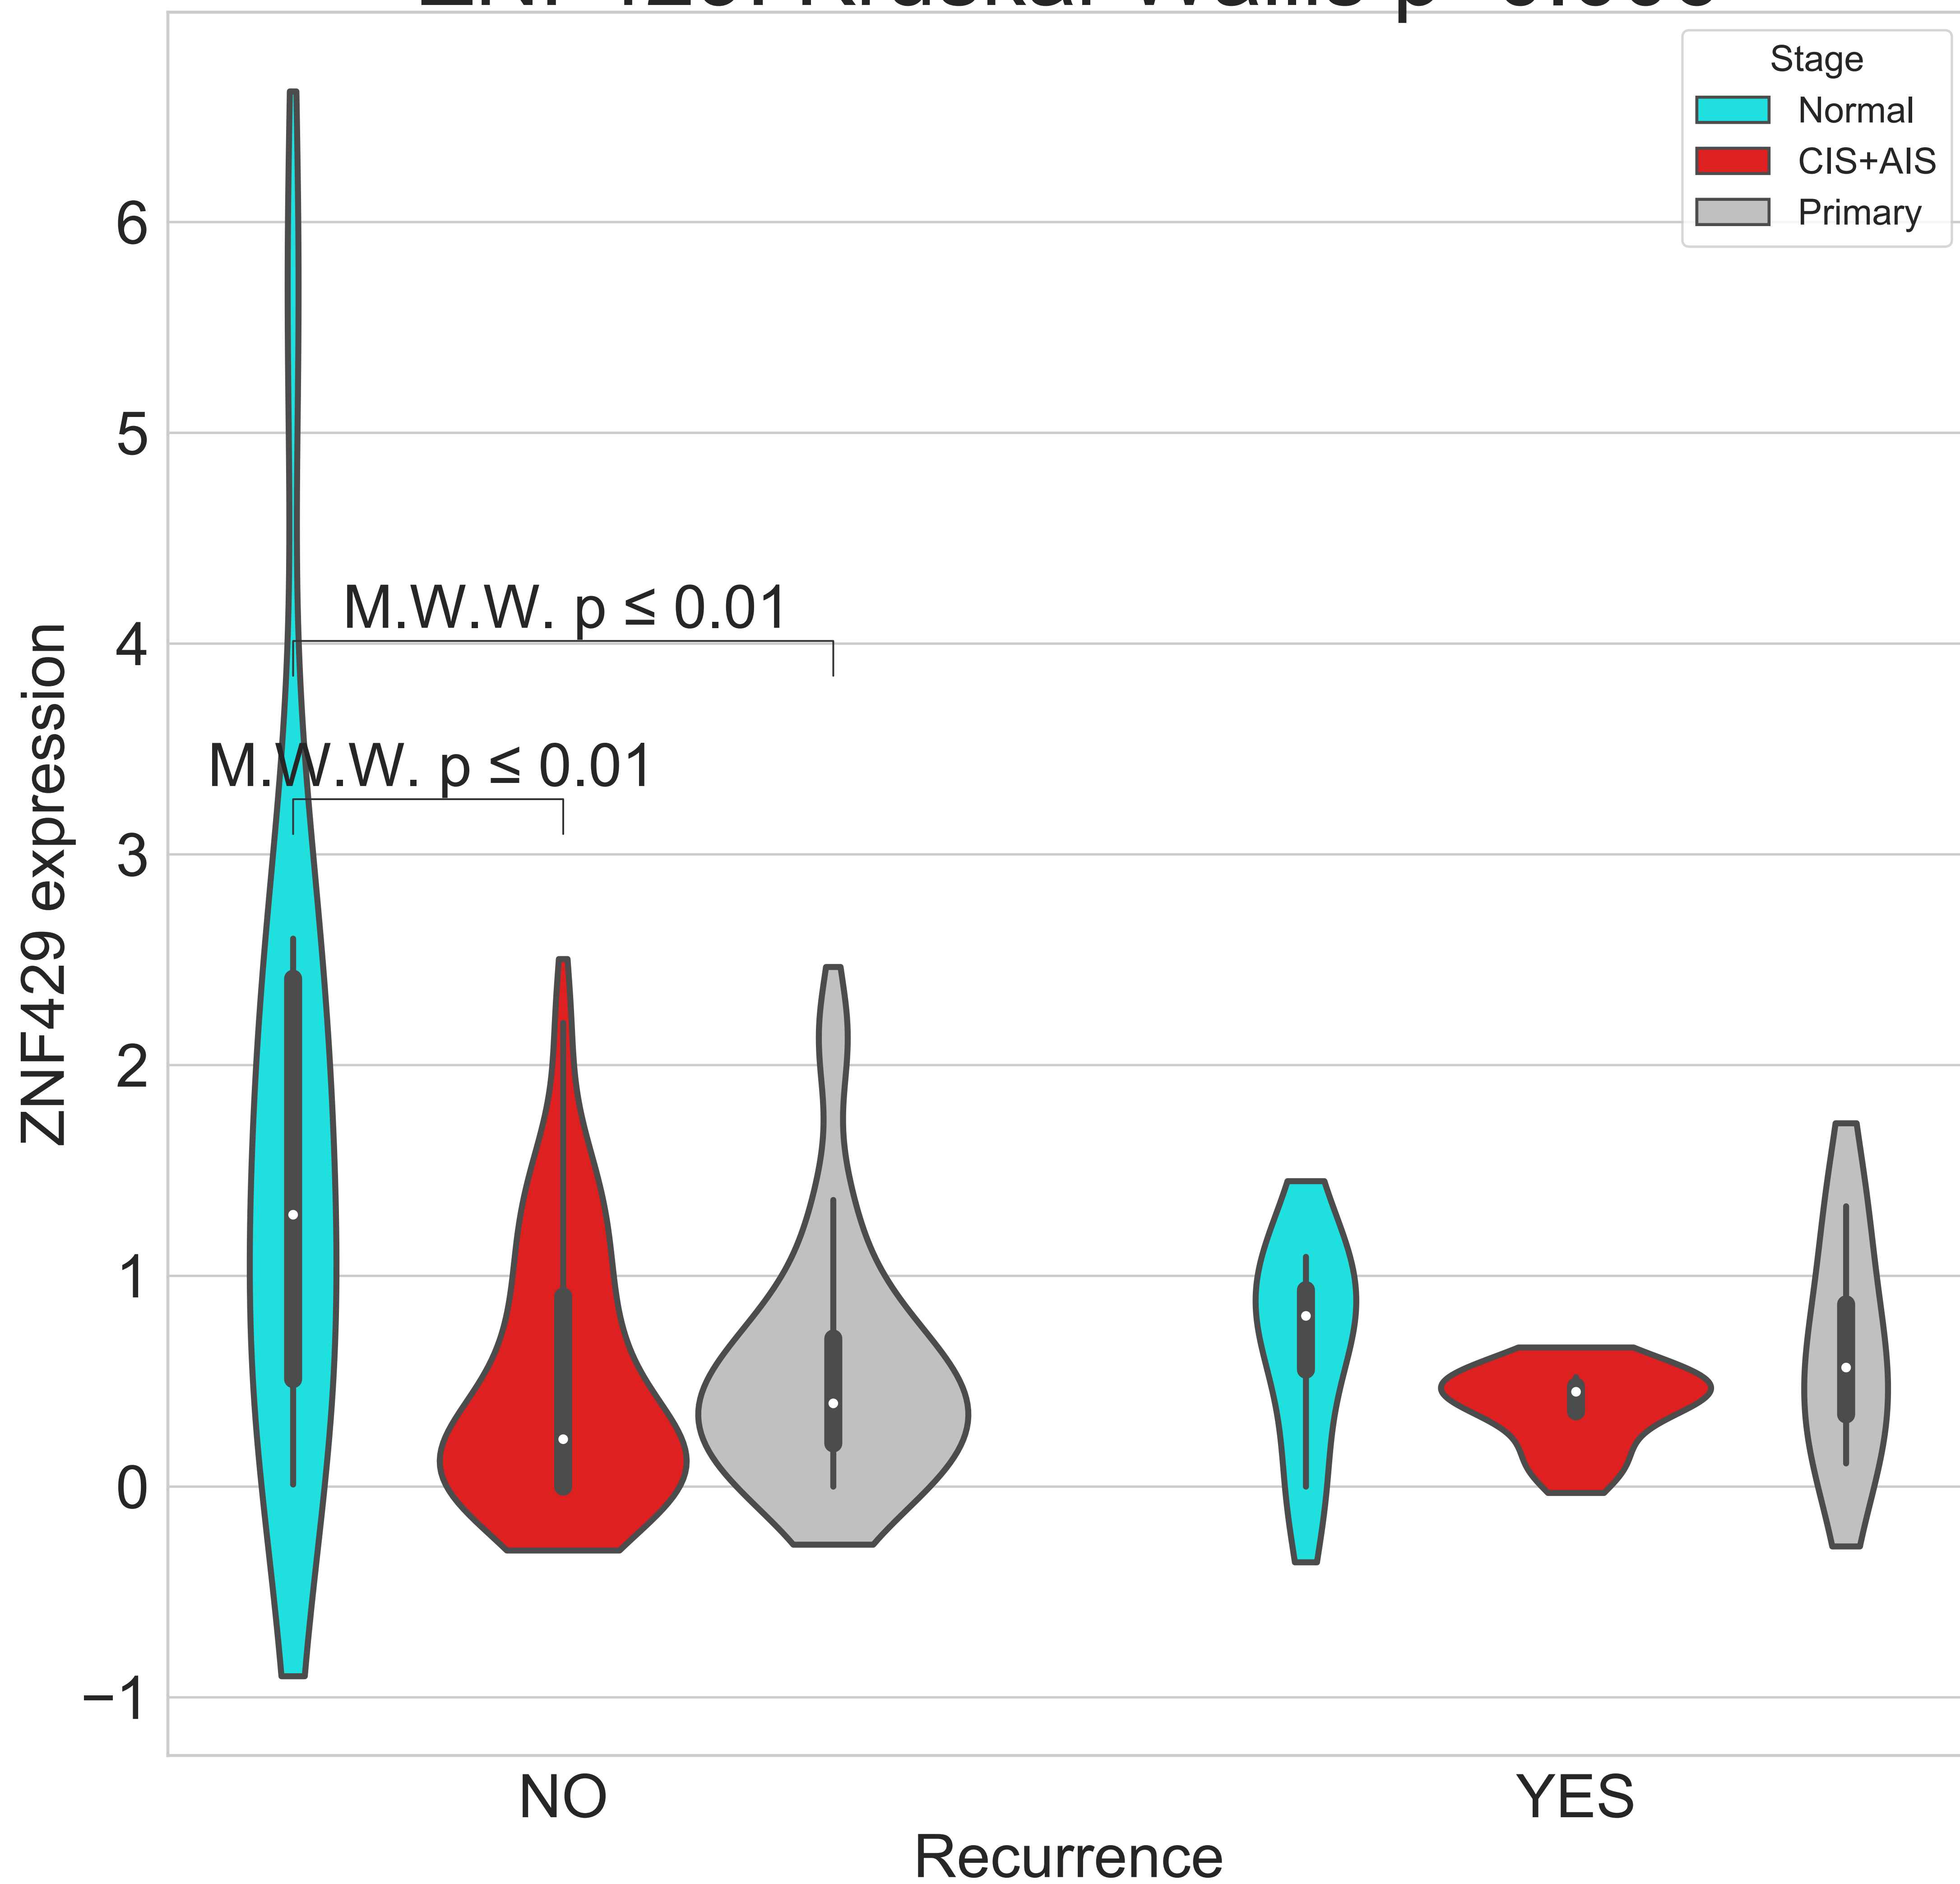 Stage
Normal
CIS+AIS
Primary
6
5
4
3
2
1
0
−1
M.W.W. p ≤ 0.01
M.W.W. p ≤ 0.01
ZNF429 expression
NO
YES
Recurrence